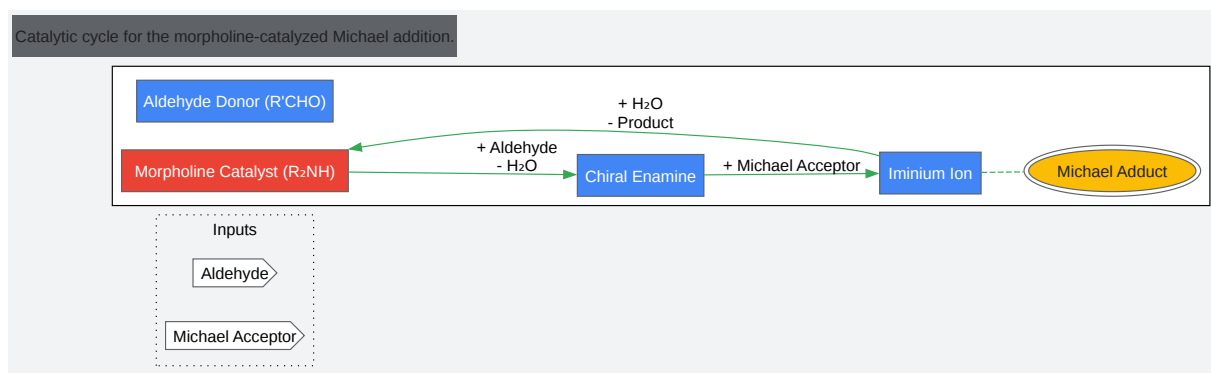 Catalytic cycle for the morpholine-catalyzed Michael addition.
Aldehyde Donor (R'CHO)
+ H₂O
- Product
+ Aldehyde
- H₂O
Morpholine Catalyst (R₂NH)
Chiral Enamine
+ Michael Acceptor
Iminium Ion
Michael Adduct
Inputs
Aldehyde
Michael Acceptor